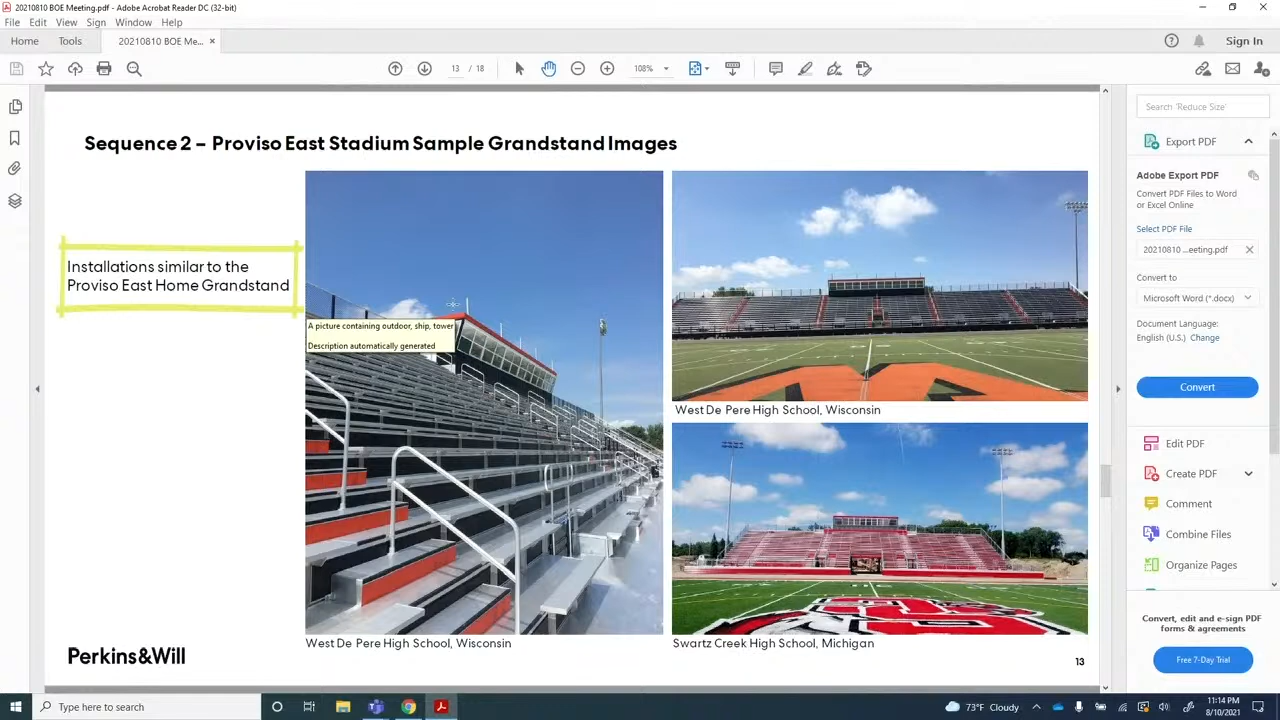 20210810 BOE Meeting.pdf - Adobe Acrobat Reader DC (32-bit)
File Edit View Sign Window Help
Home Tools 20210810 BOE Me... × Sign In
13 / 18 108%
Sequence 2 – Proviso East Stadium Sample Grandstand Images
Installations similar to the
Proviso East Home Grandstand
A picture containing outdoor, ship, tower
Description automatically generated
West De Pere High School, Wisconsin
West De Pere High School, Wisconsin
Swartz Creek High School, Michigan
Perkins&Will
13
Search 'Reduce Size'
Export PDF
Adobe Export PDF
Convert PDF Files to Word
or Excel Online
Select PDF File
20210810 ...eeting.pdf
Convert to
Microsoft Word (*.docx)
Document Language:
English (U.S.) Change
Convert
Edit PDF
Create PDF
Comment
Combine Files
Organize Pages
Convert, edit and e-sign PDF
forms & agreements
Free 7-Day Trial
Type here to search
73°F Cloudy
11:14 PM
8/10/2021